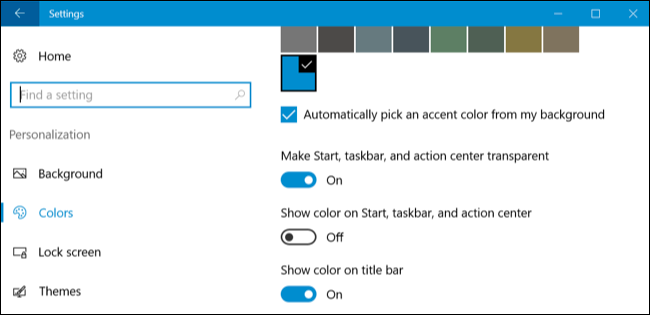 Settings
Home
Find a setting
Personalization
Background
Colors
Lock screen
Themes
Automatically pick an accent color from my background
Make Start, taskbar, and action center transparent
On
Show color on Start, taskbar, and action center
Off
Show color on title bar
On